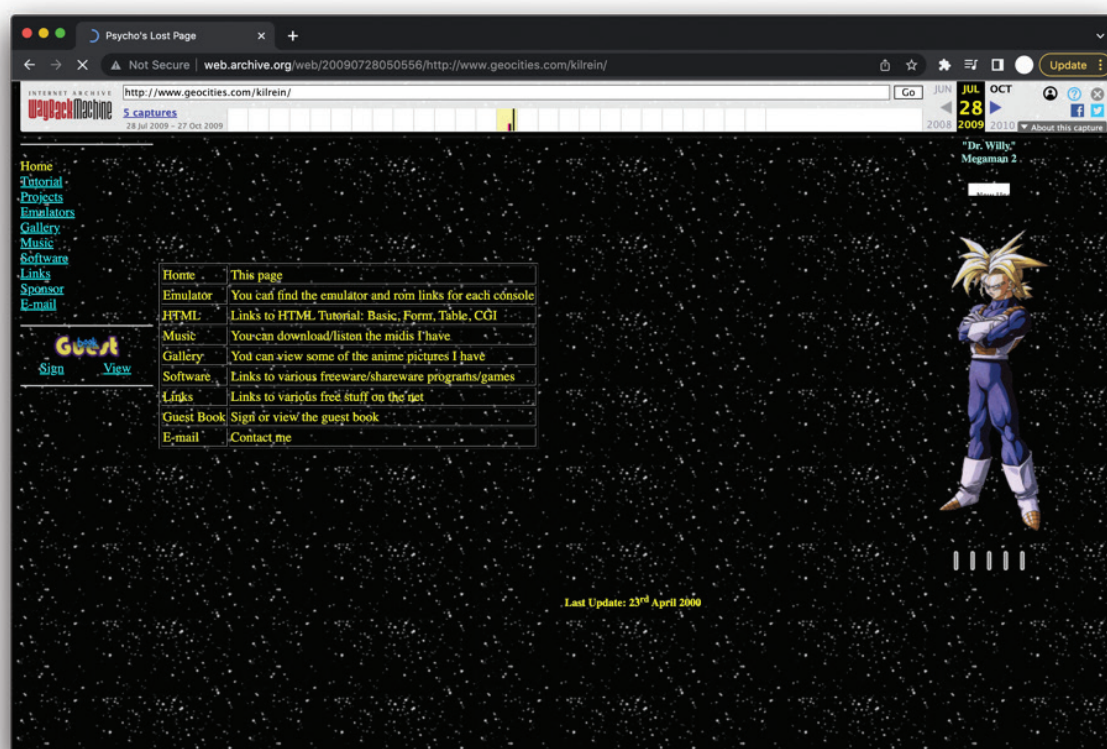 Psycho's Lost Page
Not Secure | web.archive.org/web/20090728050556/http://www.geocities.com/kilrein/
Update
INTERNET ARCHIVE
WayBackMachine
http://www.geocities.com/kilrein/
Go
JUN JUL OCT
5 captures
28
28 Jul 2009 – 27 Oct 2009
2008 2009 2010
About this capture
"Dr. Willy,"
Megaman 2
Home
Tutorial
Projects
Emulators
Gallery
Music
Software
Links
Sponsor
E-mail
Guest book
Sign View
Home This page
Emulator You can find the emulator and rom links for each console
HTML Links to HTML Tutorial: Basic, Form, Table, CGI
Music You can download/listen the midis I have
Gallery You can view some of the anime pictures I have
Software Links to various freeware/shareware programs/games
Links Links to various free stuff on the net
Guest Book Sign or view the guest book
E-mail Contact me
Last Update: 23rd April 2000